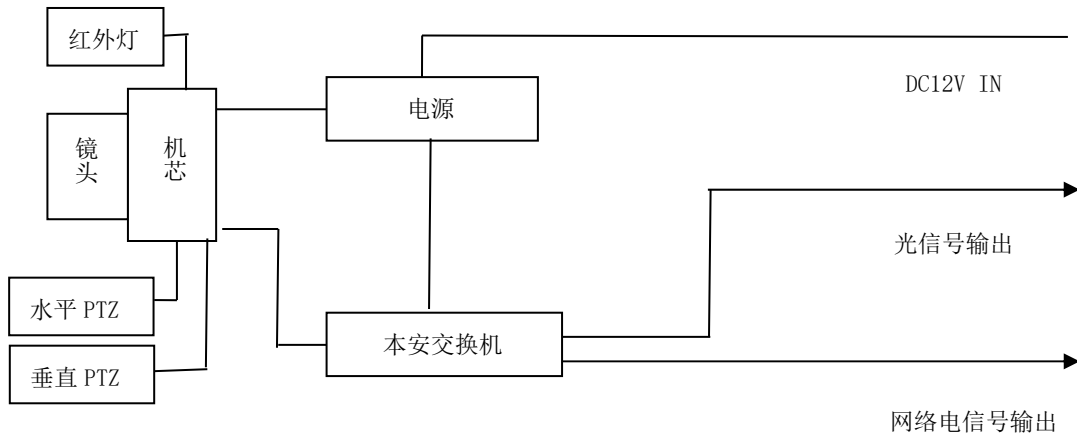 红外灯
DC12V IN
电源
镜头
机芯
光信号输出
水平 PTZ
本安交换机
垂直 PTZ
网络电信号输出